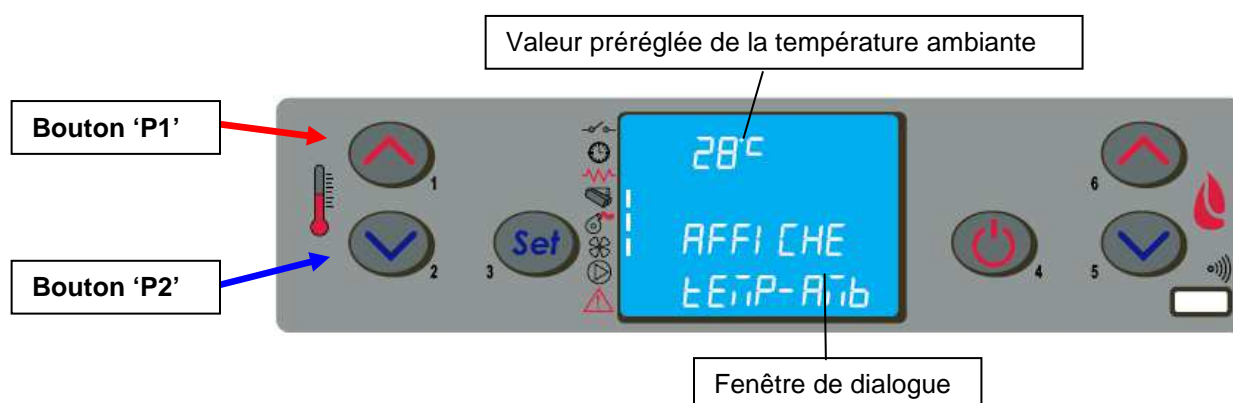 Valeur préréglée de la température ambiante
Bouton 'P1'
28°C
1
6
Bouton 'P2'
2
3
Set
AFFICHE
tEmP-Amb
4
5
Fenêtre de dialogue